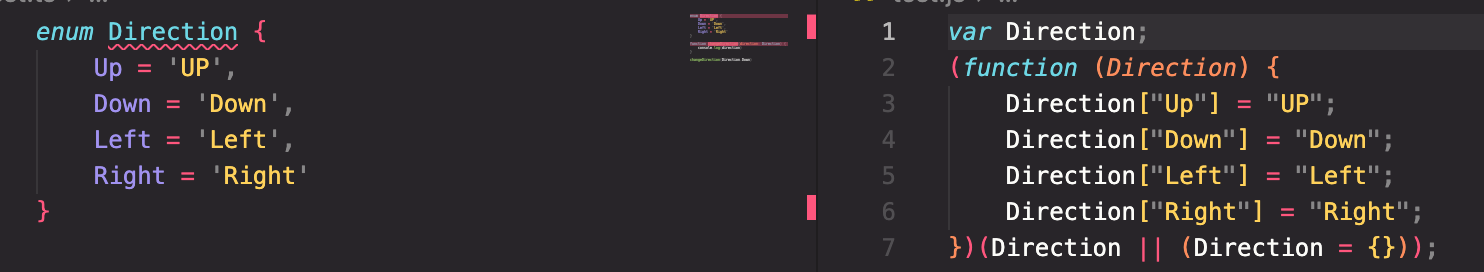 enum Direction {
    Up = 'UP',
    Down = 'Down',
    Left = 'Left',
    Right = 'Right'
}
1 var Direction;
2 (function (Direction) {
3     Direction["Up"] = "UP";
4     Direction["Down"] = "Down";
5     Direction["Left"] = "Left";
6     Direction["Right"] = "Right";
7 })(Direction || (Direction = {}));